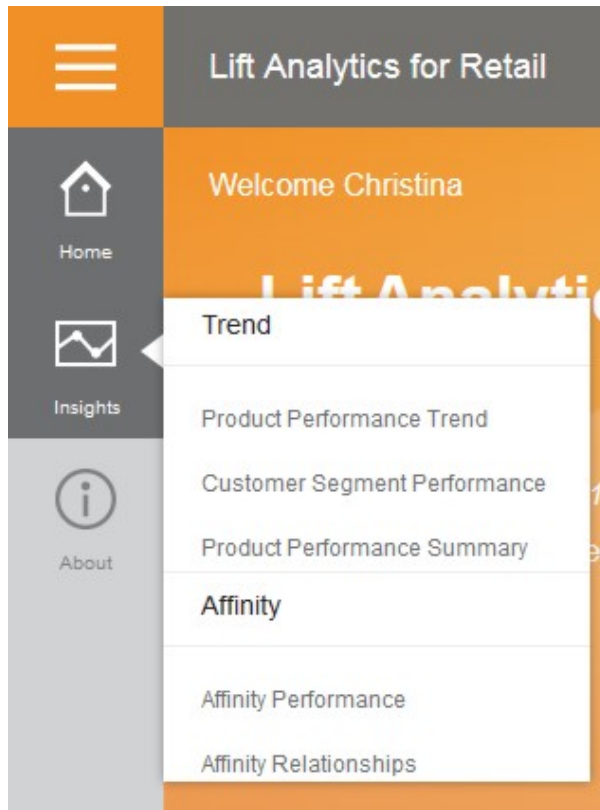 Lift Analytics for Retail
Welcome Christina
Home
Trend
Insights
Product Performance Trend
Customer Segment Performance
Product Performance Summary
About
Affinity
Affinity Performance
Affinity Relationships